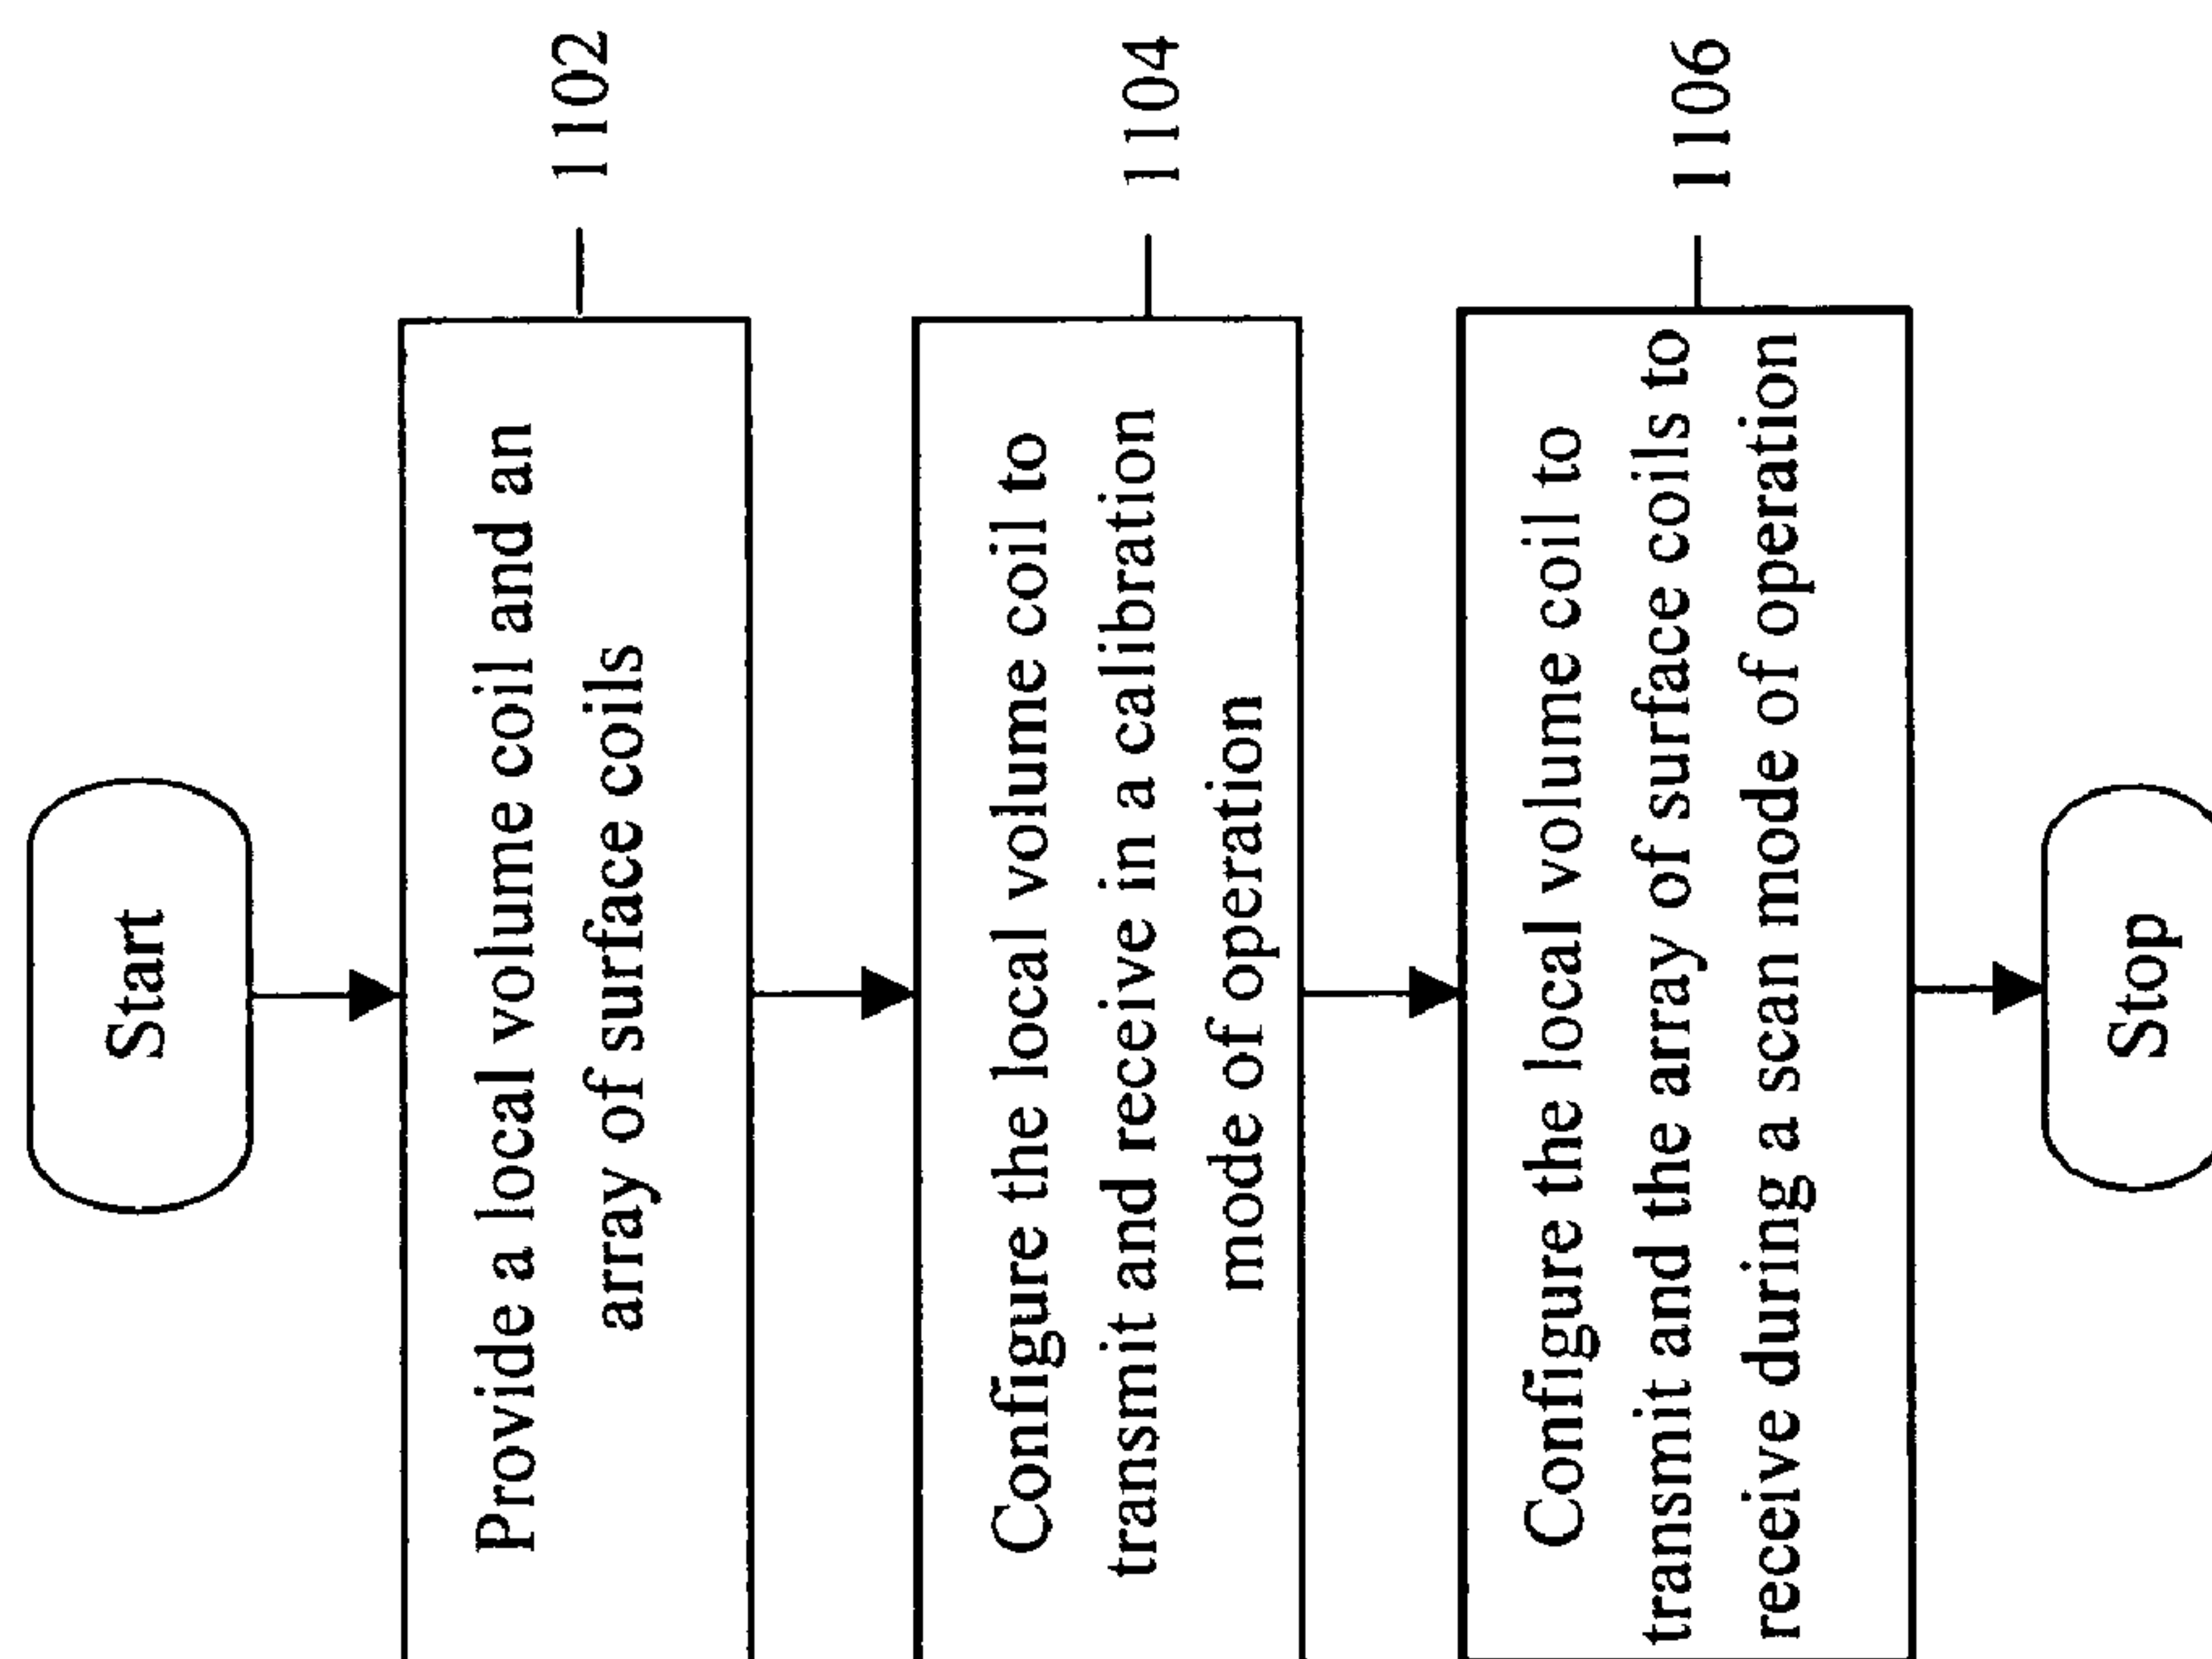 Start
Provide a local volume coil and an
array of surface coils
1102
Configure the local volume coil to
transmit and receive in a calibration
mode of operation
1104
Configure the local volume coil to
transmit and the array of surface coils to
receive during a scan mode of operation
1106
Stop